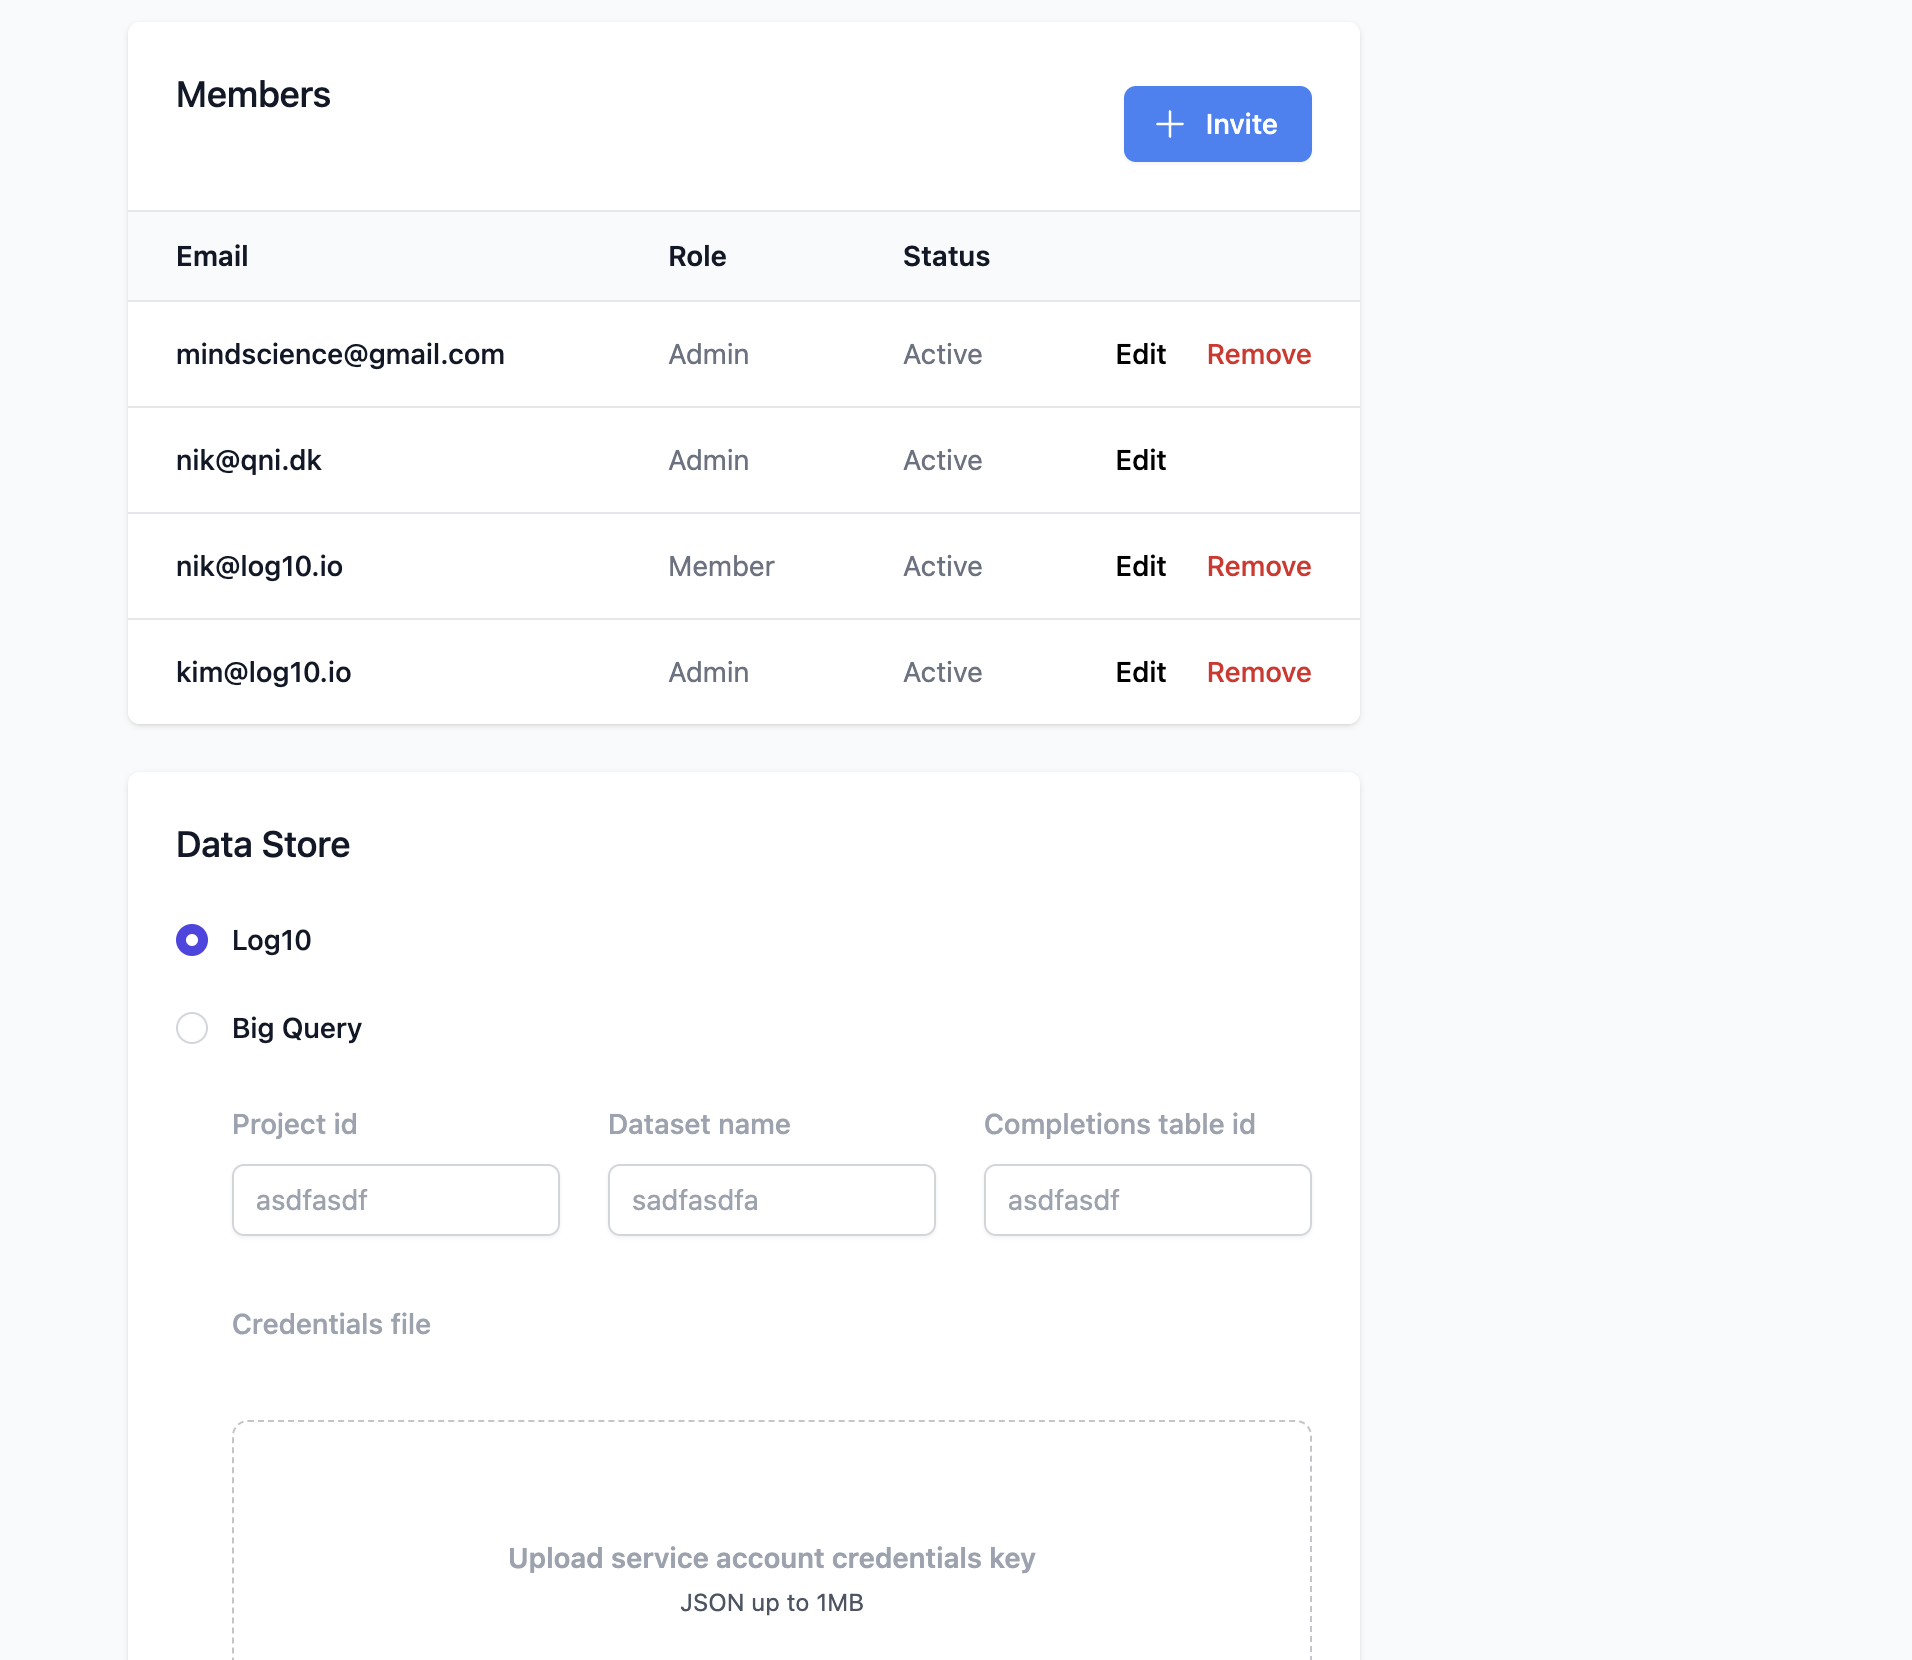 Members
Invite
Email Role Status
mindscience@gmail.com Admin Active Edit Remove
nik@qni.dk Admin Active Edit
nik@log10.io Member Active Edit Remove
kim@log10.io Admin Active Edit Remove
Data Store
Log10
Big Query
Project id Dataset name Completions table id
asdfasdf sadfasdfa asdfasdf
Credentials file
Upload service account credentials key
JSON up to 1MB